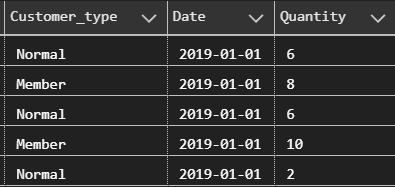 Customer_type Date Quantity
Normal 2019-01-01 6
Member 2019-01-01 8
Normal 2019-01-01 6
Member 2019-01-01 10
Normal 2019-01-01 2